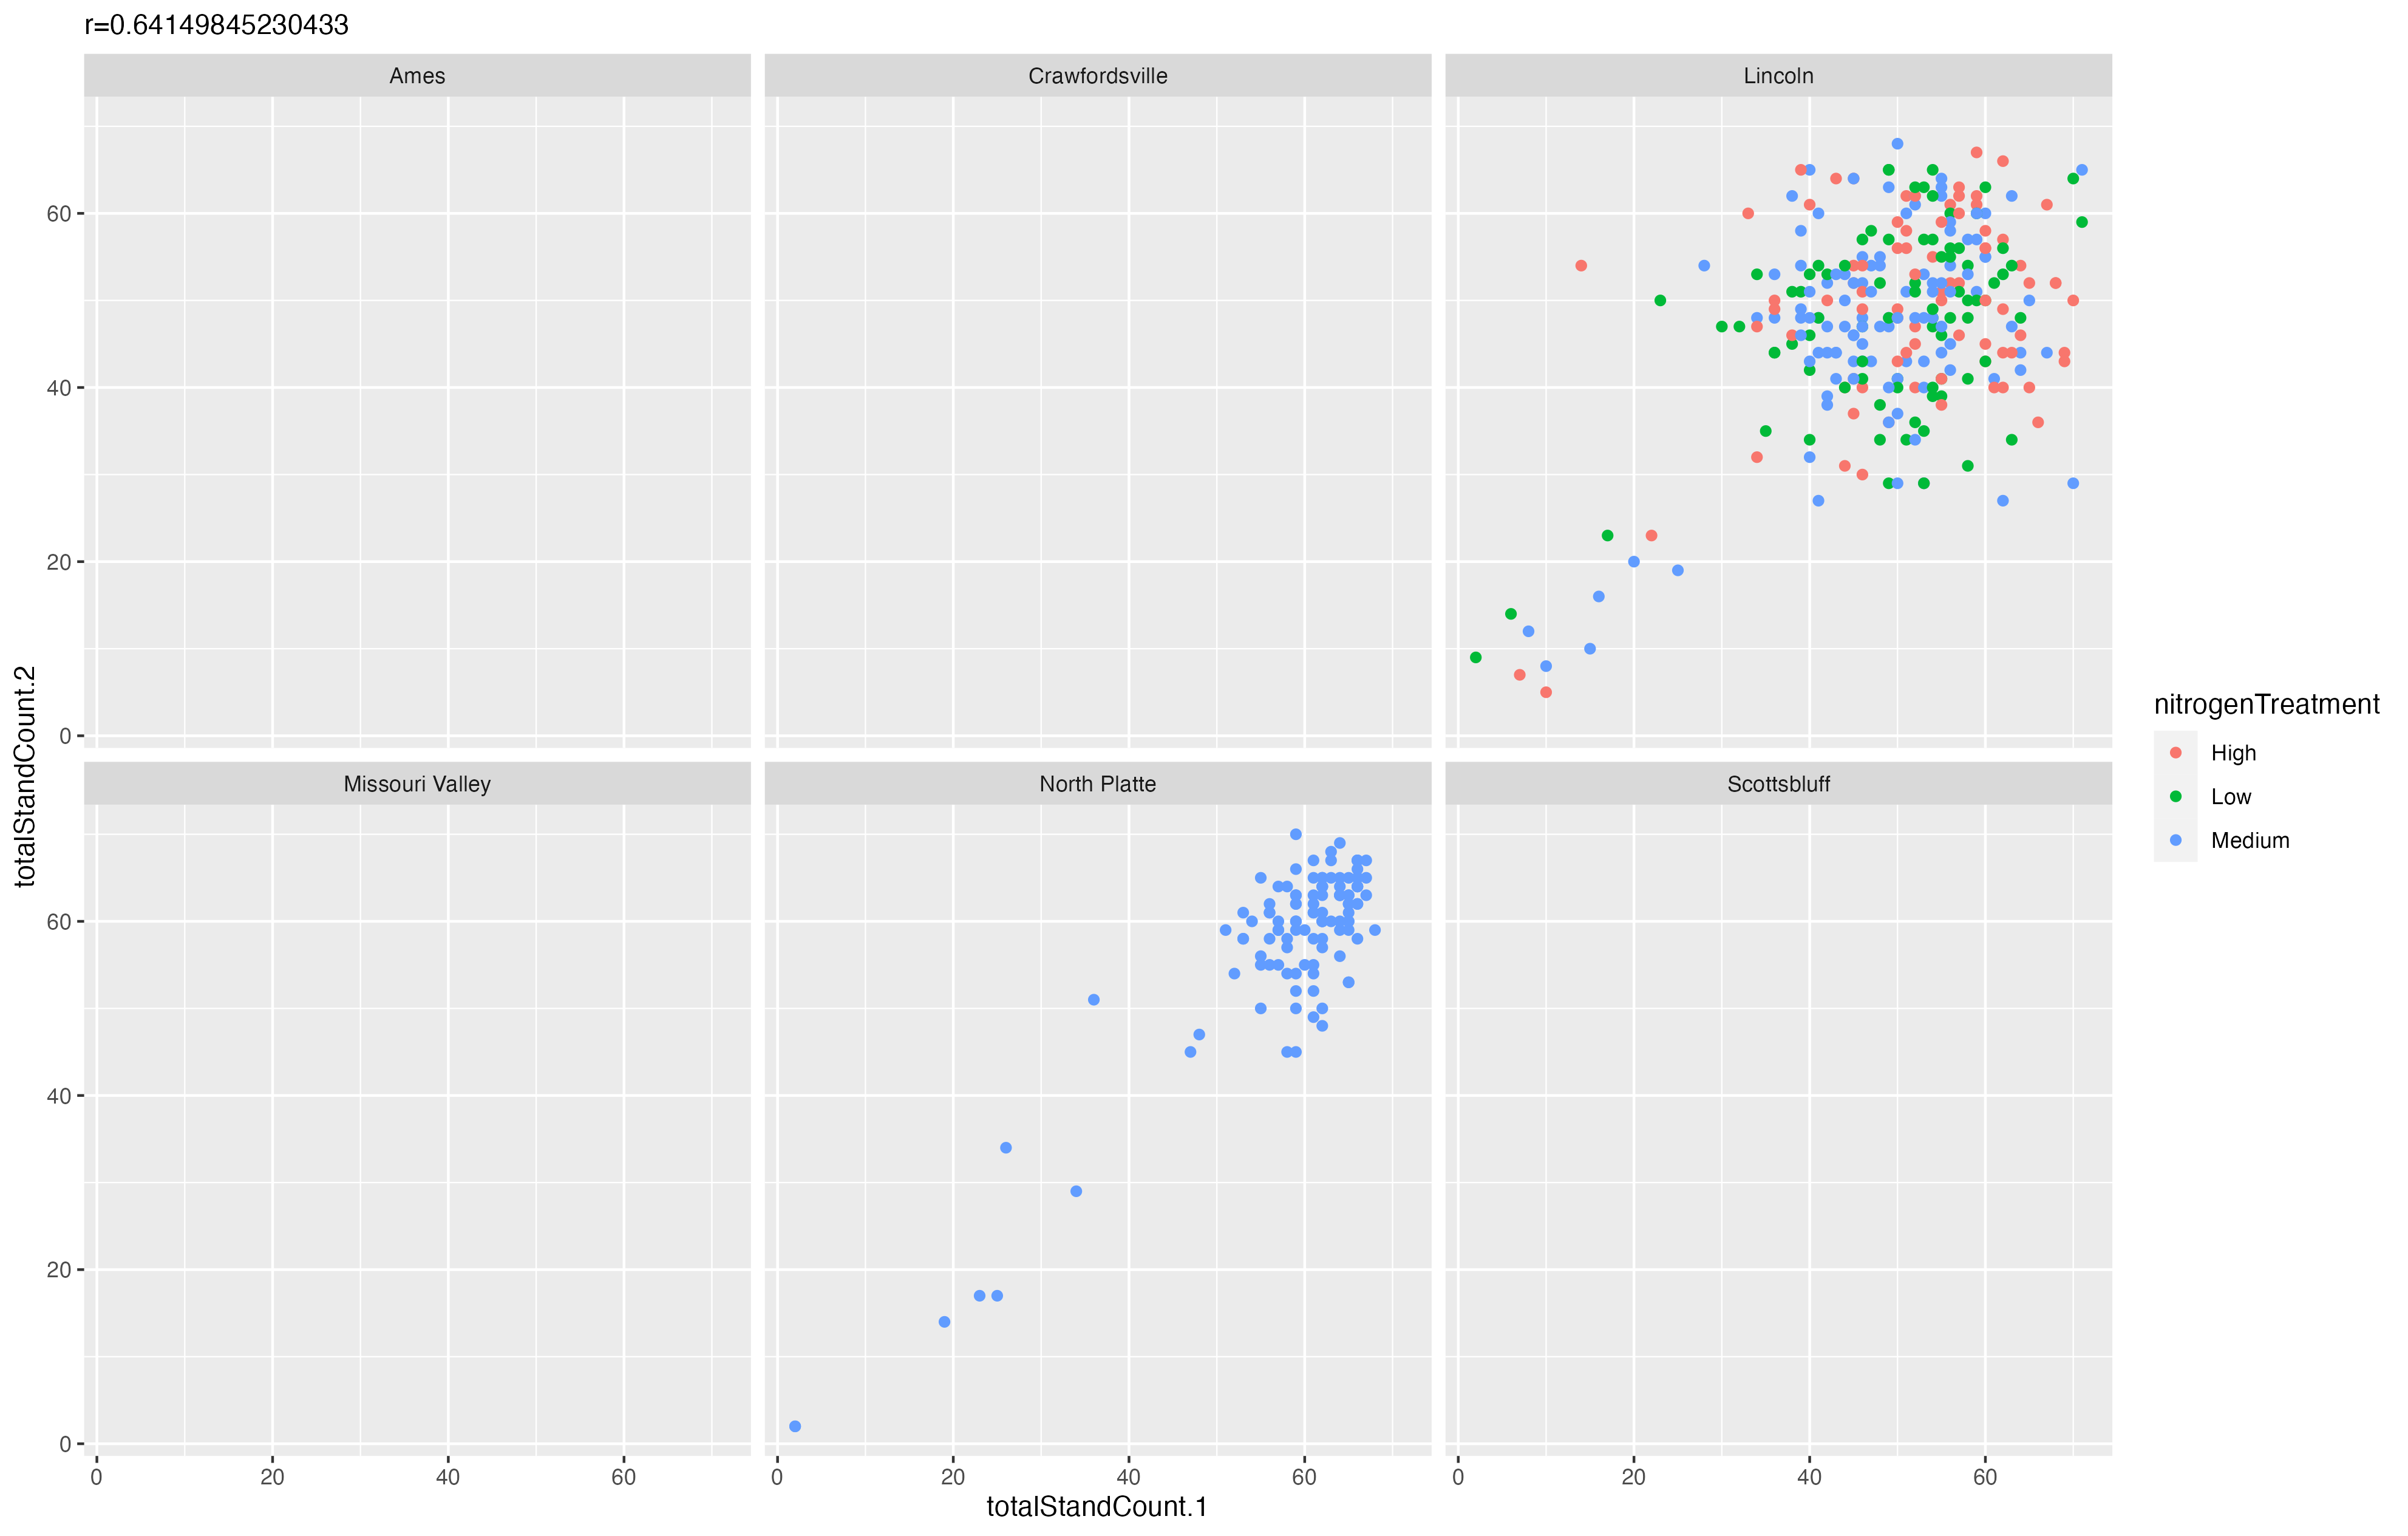 r=0.64149845230433
Ames
Crawfordsville
Lincoln
60
40
20
0
totalStandCount.2
Missouri Valley
North Platte
Scottsbluff
60
40
20
0
0 20 40 60
0 20 40 60
0 20 40 60
totalStandCount.1
nitrogenTreatment
High
Low
Medium